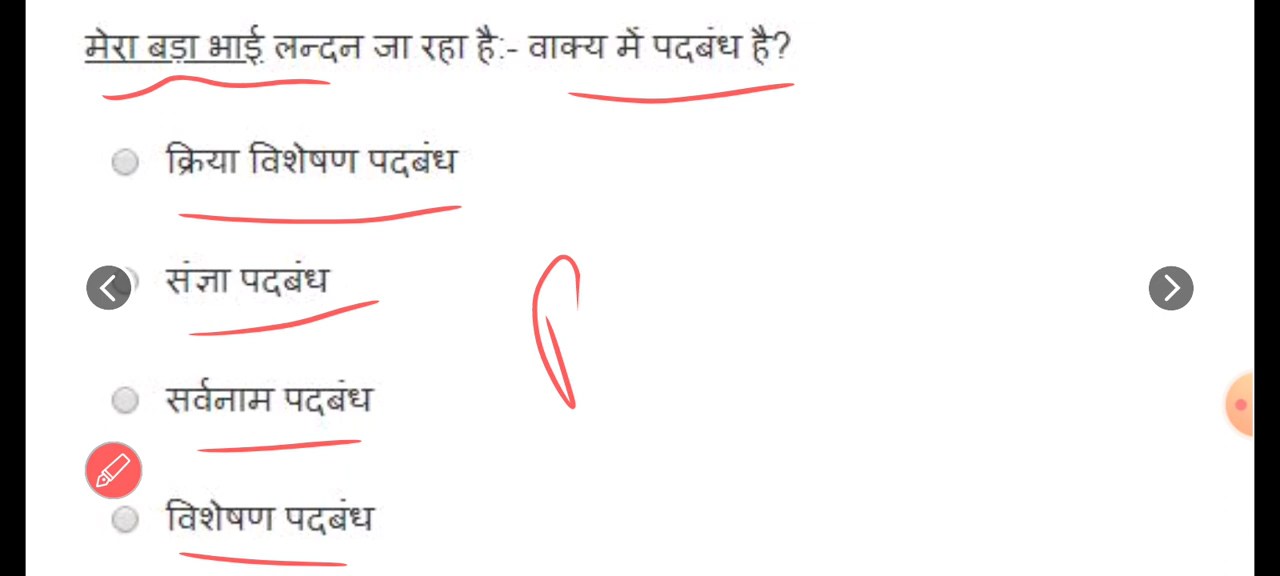 मेरा बड़ा भाई लन्दन जा रहा है:- वाक्य में पदबंध है?
क्रिया विशेषण पदबंध
संज्ञा पदबंध
सर्वनाम पदबंध
विशेषण पदबंध